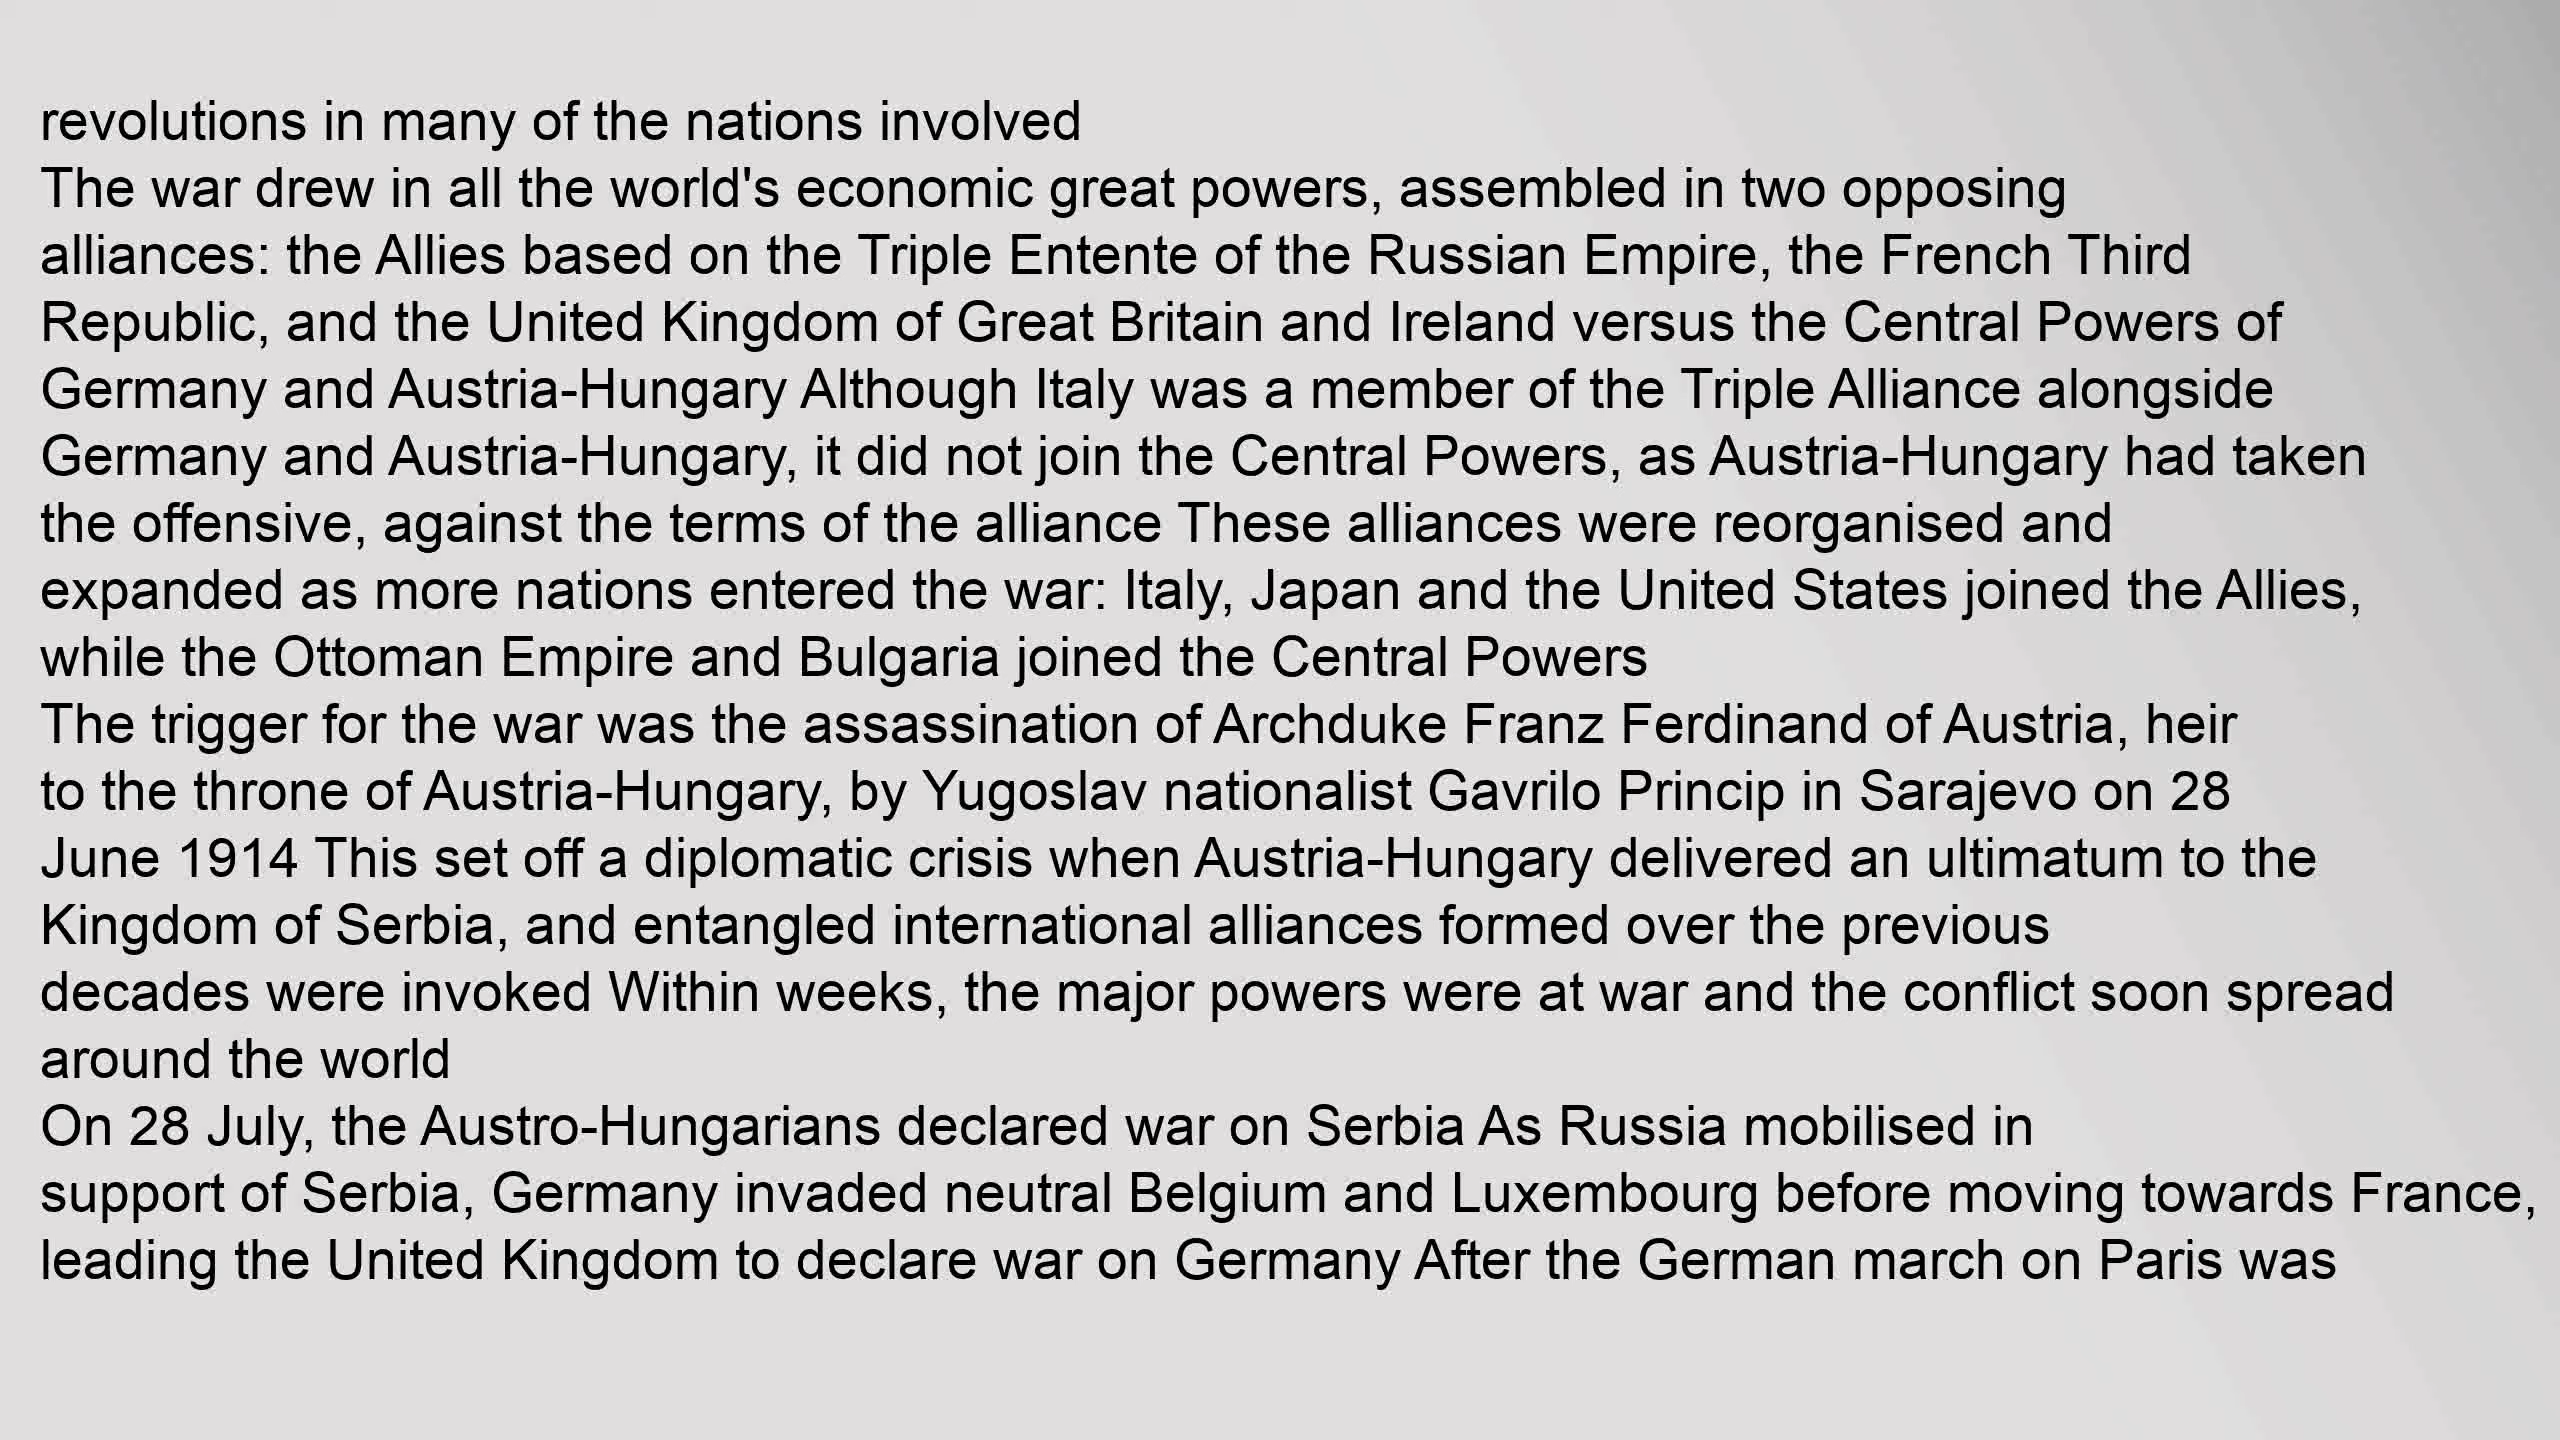 revolutions in many of the nations involved
The war drew in all the world's economic great powers, assembled in two opposing
alliances: the Allies based on the Triple Entente of the Russian Empire, the French Third
Republic, and the United Kingdom of Great Britain and Ireland versus the Central Powers of
Germany and Austria-Hungary Although Italy was a member of the Triple Alliance alongside
Germany and Austria-Hungary, it did not join the Central Powers, as Austria-Hungary had taken
the offensive, against the terms of the alliance These alliances were reorganised and
expanded as more nations entered the war: Italy, Japan and the United States joined the Allies,
while the Ottoman Empire and Bulgaria joined the Central Powers
The trigger for the war was the assassination of Archduke Franz Ferdinand of Austria, heir
to the throne of Austria-Hungary, by Yugoslav nationalist Gavrilo Princip in Sarajevo on 28
June 1914 This set off a diplomatic crisis when Austria-Hungary delivered an ultimatum to the
Kingdom of Serbia, and entangled international alliances formed over the previous
decades were invoked Within weeks, the major powers were at war and the conflict soon spread
around the world
On 28 July, the Austro-Hungarians declared war on Serbia As Russia mobilised in
support of Serbia, Germany invaded neutral Belgium and Luxembourg before moving towards France,
leading the United Kingdom to declare war on Germany After the German march on Paris was